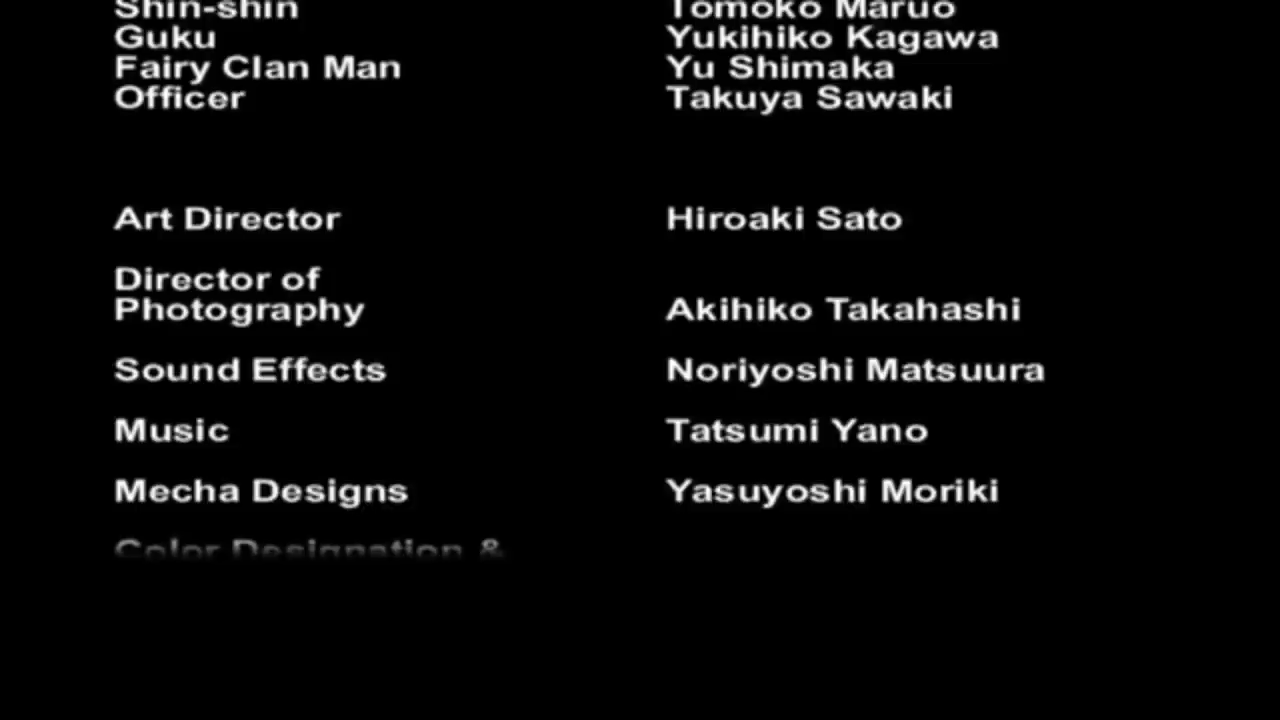 Shin-shin Tomoko Maruo
Guku Yukihiko Kagawa
Fairy Clan Man Yu Shimaka
Officer Takuya Sawaki
Art Director Hiroaki Sato
Director of
Photography Akihiko Takahashi
Sound Effects Noriyoshi Matsuura
Music Tatsumi Yano
Mecha Designs Yasuyoshi Moriki
Color Designation &